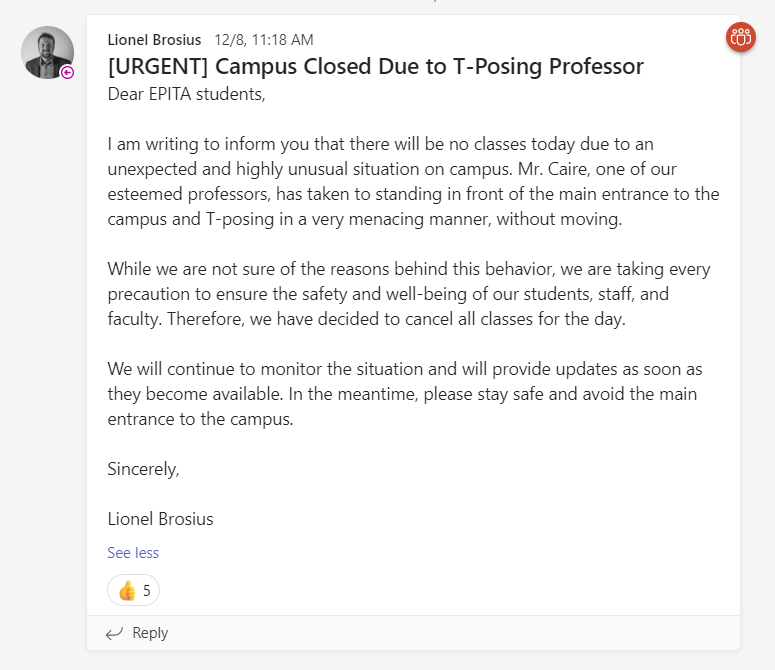 Lionel Brosius 12/8, 11:18 AM
[URGENT] Campus Closed Due to T-Posing Professor
Dear EPITA students,
I am writing to inform you that there will be no classes today due to an
unexpected and highly unusual situation on campus. Mr. Caire, one of our
esteemed professors, has taken to standing in front of the main entrance to the
campus and T-posing in a very menacing manner, without moving.
While we are not sure of the reasons behind this behavior, we are taking every
precaution to ensure the safety and well-being of our students, staff, and
faculty. Therefore, we have decided to cancel all classes for the day.
We will continue to monitor the situation and will provide updates as soon as
they become available. In the meantime, please stay safe and avoid the main
entrance to the campus.
Sincerely,
Lionel Brosius
See less
👍 5
Reply